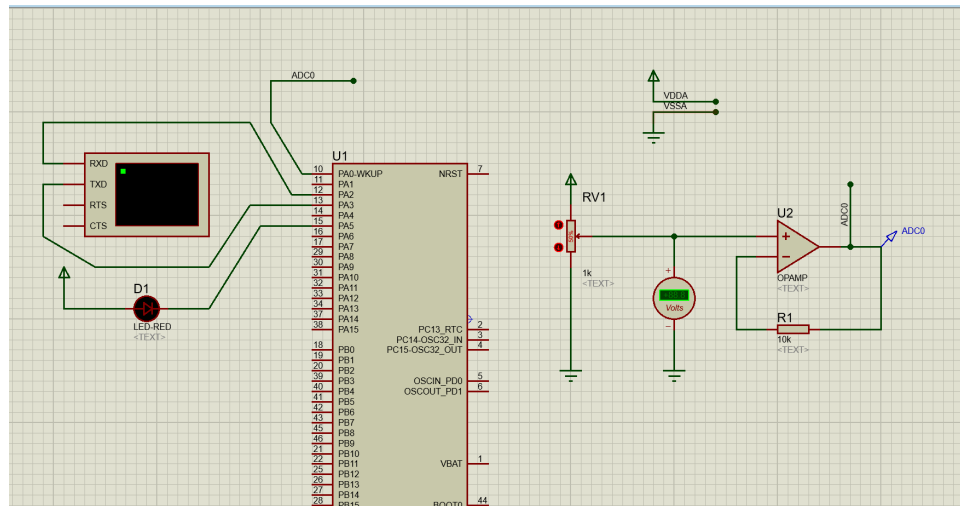 ADC0
RXD
TXD
RTS
CTS
D1
LED-RED
<TEXT>
U1
10 PA0-WKUP
11 PA1
12 PA2
13 PA3
14 PA4
15 PA5
16 PA6
17 PA7
29 PA8
30 PA9
31 PA10
32 PA11
33 PA12
34 PA13
37 PA14
38 PA15
18 PB0
19 PB1
20 PB2
39 PB3
40 PB4
41 PB5
42 PB6
43 PB7
45 PB8
46 PB9
21 PB10
22 PB11
25 PB12
26 PB13
27 PB14
28 PB15
NRST 7
PC13_RTC 2
PC14-OSC32_IN 3
PC15-OSC32_OUT 4
OSCIN_PD0 5
OSCOUT_PD1 6
VBAT 1
BOOT0 44
VDDA
VSSA
RV1
50%
1k
<TEXT>
+
Volts
−
U2
+
−
OPAMP
<TEXT>
ADC0
ADC0
R1
10k
<TEXT>